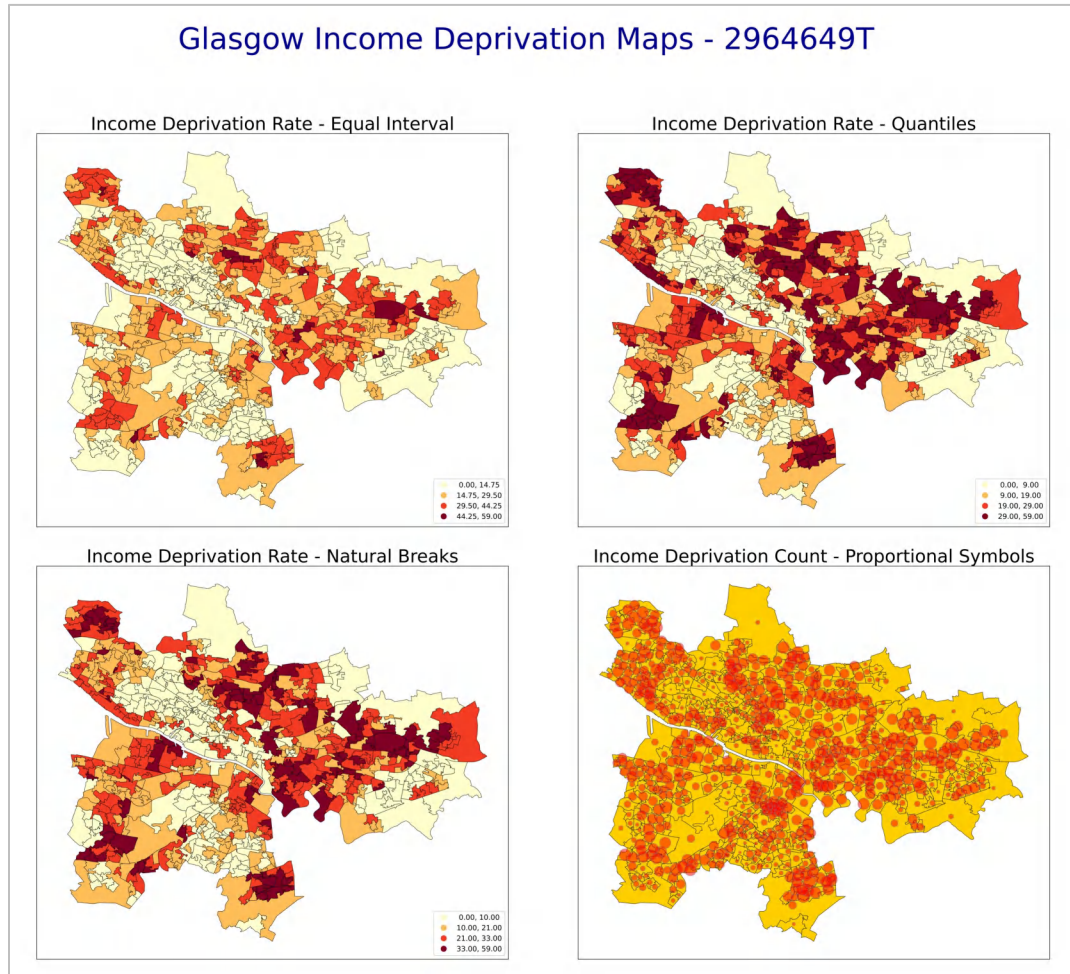 Glasgow Income Deprivation Maps - 2964649T
Income Deprivation Rate - Equal Interval
0.00, 14.75
14.75, 29.50
29.50, 44.25
44.25, 59.00
Income Deprivation Rate - Quantiles
0.00, 9.00
9.00, 19.00
19.00, 29.00
29.00, 59.00
Income Deprivation Rate - Natural Breaks
0.00, 10.00
10.00, 21.00
21.00, 33.00
33.00, 59.00
Income Deprivation Count - Proportional Symbols